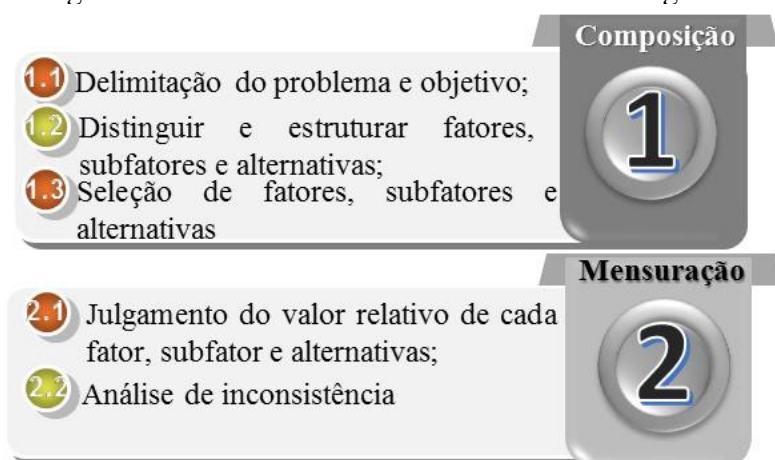 Composição
1
1.1 Delimitação do problema e objetivo;
1.2 Distinguir e estruturar fatores,
subfatores e alternativas;
1.3 Seleção de fatores, subfatores e
alternativas
Mensuração
2
2.1 Julgamento do valor relativo de cada
fator, subfator e alternativas;
2.2 Análise de inconsistência